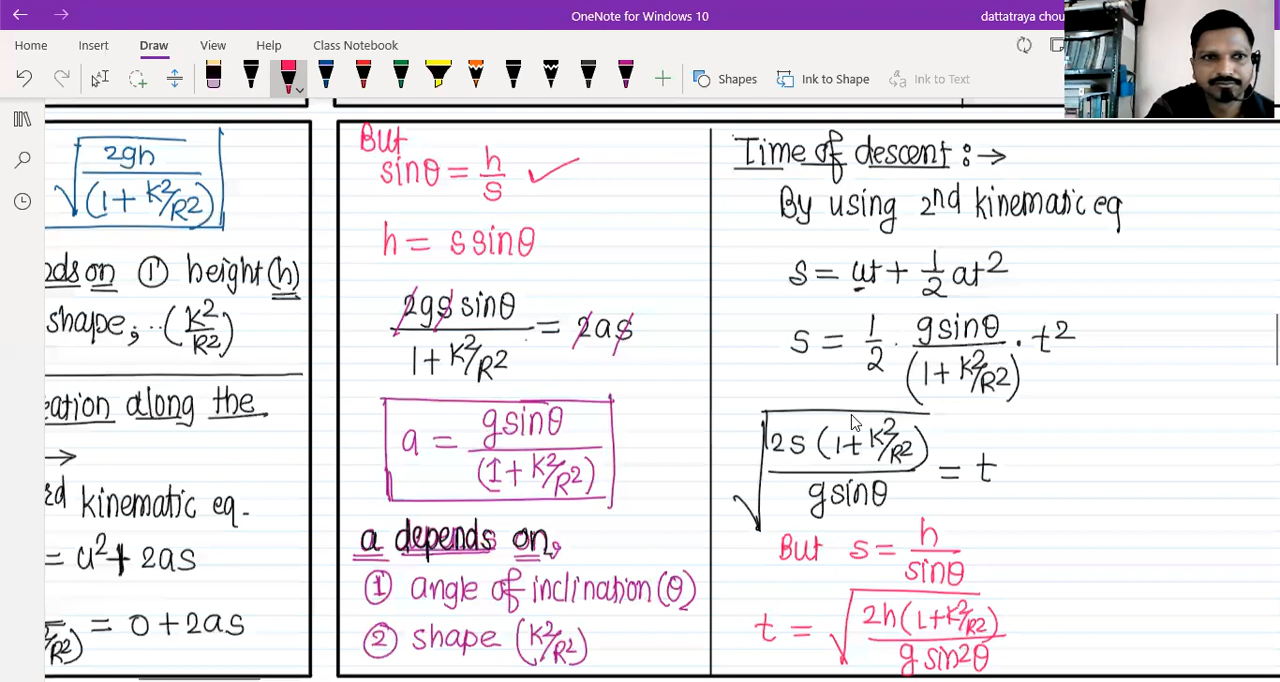 OneNote for Windows 10
dattatraya chou
Home Insert Draw View Help Class Notebook
Shapes Ink to Shape Ink to Text
√(2gh / (1 + K²/R²))
nds on ① height(h)
shape, ·· (K²/R²)
eation along the
→
kinematic eq.
= u² + 2as
/R²) = 0 + 2as
But
sinθ = h/s ✓
h = s sinθ
2gs sinθ / (1 + K²/R²) = 2as
a = gsinθ / (1 + K²/R²)
a depends on,
① angle of inclination (θ)
② shape (K²/R²)
Time of descent :→
By using 2nd kinematic eq
s = ut + 1/2 at²
s = 1/2 · gsinθ / (1 + K²/R²) · t²
√(2s (1 + K²/R²) / gsinθ) = t
But s = h / sinθ
t = √(2h(1 + K²/R²) / g sin²θ)